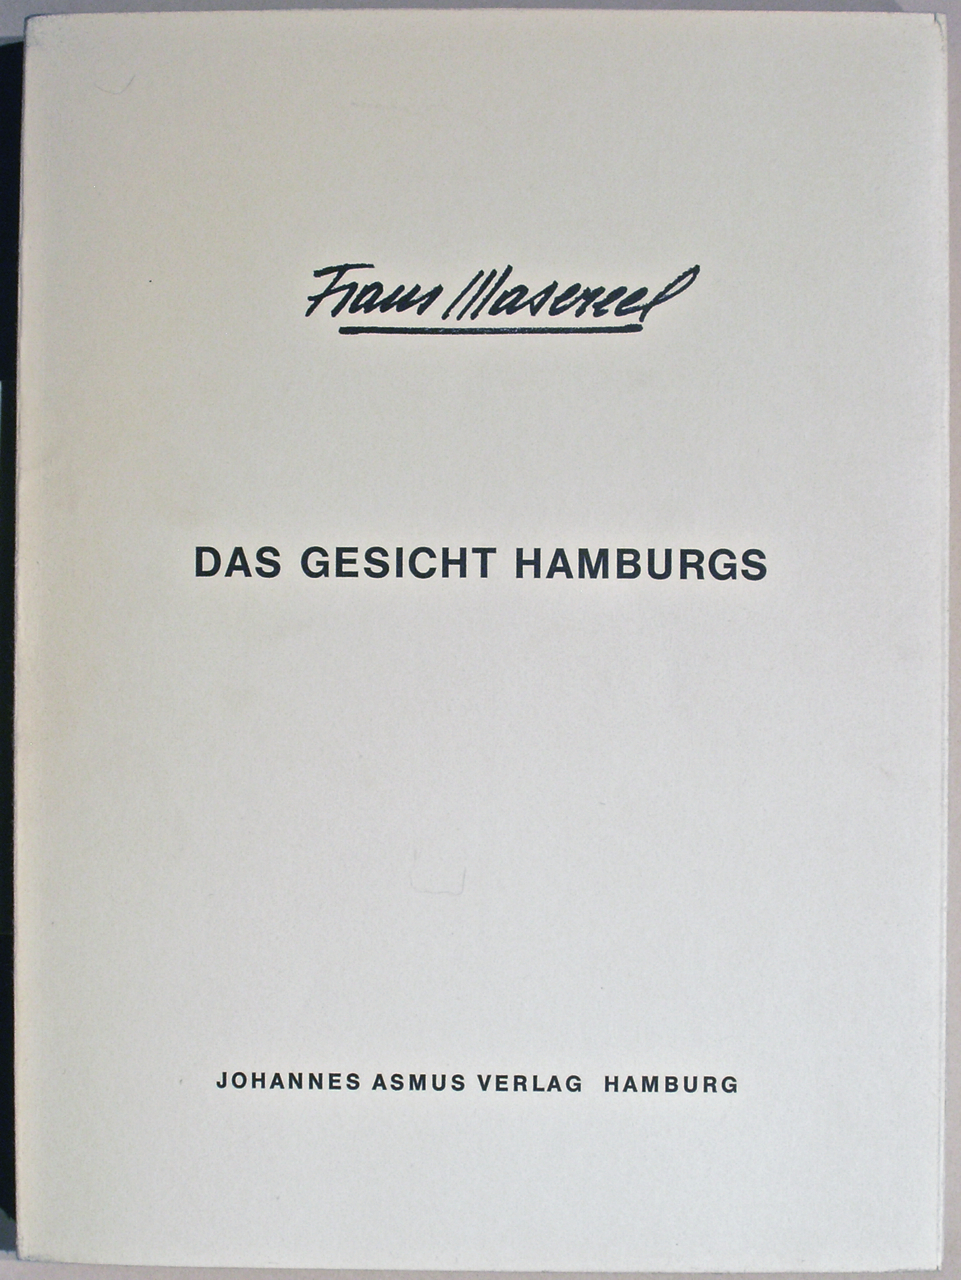 Frans Masereel
DAS GESICHT HAMBURGS
JOHANNES ASMUS VERLAG HAMBURG